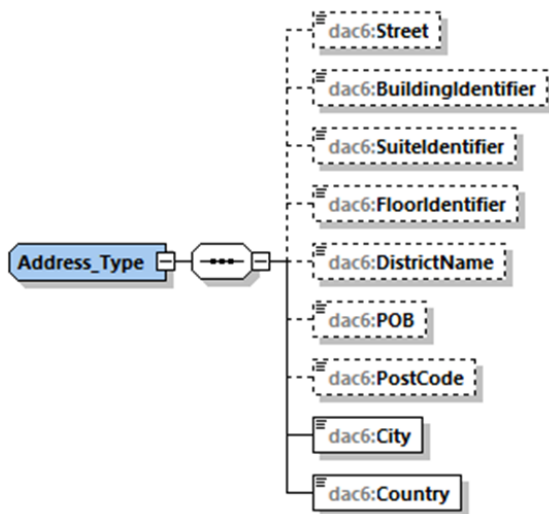 dac6:Street
dac6:BuildingIdentifier
dac6:SuiteIdentifier
dac6:FloorIdentifier
Address_Type
dac6:DistrictName
dac6:POB
dac6:PostCode
dac6:City
dac6:Country